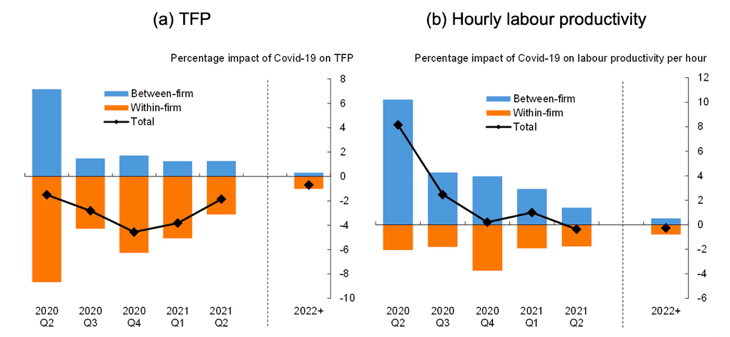 (a) TFP
Percentage impact of Covid-19 on TFP
8
6
4
2
0
-2
-4
-6
-8
-10
Between-firm
Within-firm
Total
2020 Q2
2020 Q3
2020 Q4
2021 Q1
2021 Q2
2022+
(b) Hourly labour productivity
Percentage impact of Covid-19 on labour productivity per hour
12
10
8
6
4
2
0
-2
-4
-6
Between-firm
Within-firm
Total
2020 Q2
2020 Q3
2020 Q4
2021 Q1
2021 Q2
2022+